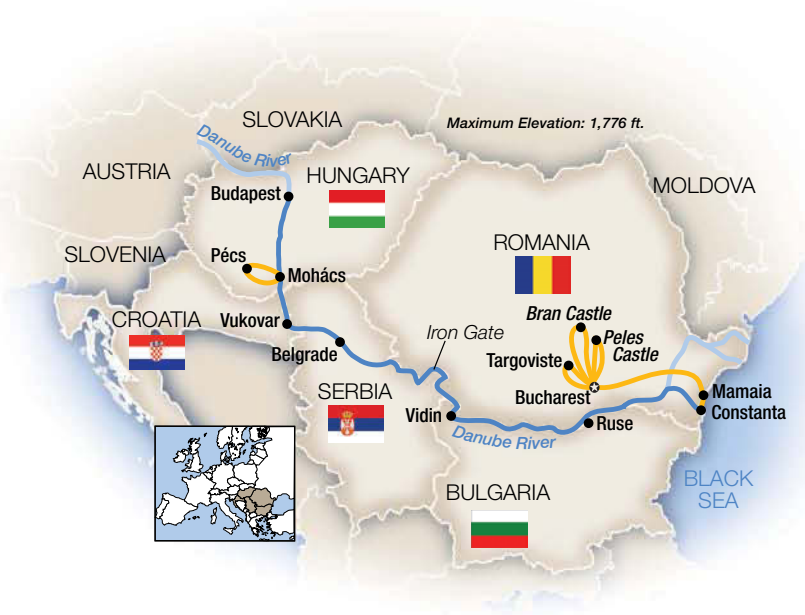 SLOVAKIA
Maximum Elevation: 1,776 ft.
Danube River
AUSTRIA
HUNGARY
MOLDOVA
Budapest
SLOVENIA
Pécs
ROMANIA
Mohács
CROATIA
Vukovar
Bran Castle
Iron Gate
Peles
Castle
Belgrade
Targoviste
Bucharest
SERBIA
Mamaia
Constanta
Vidin
Ruse
Danube River
BLACK
SEA
BULGARIA